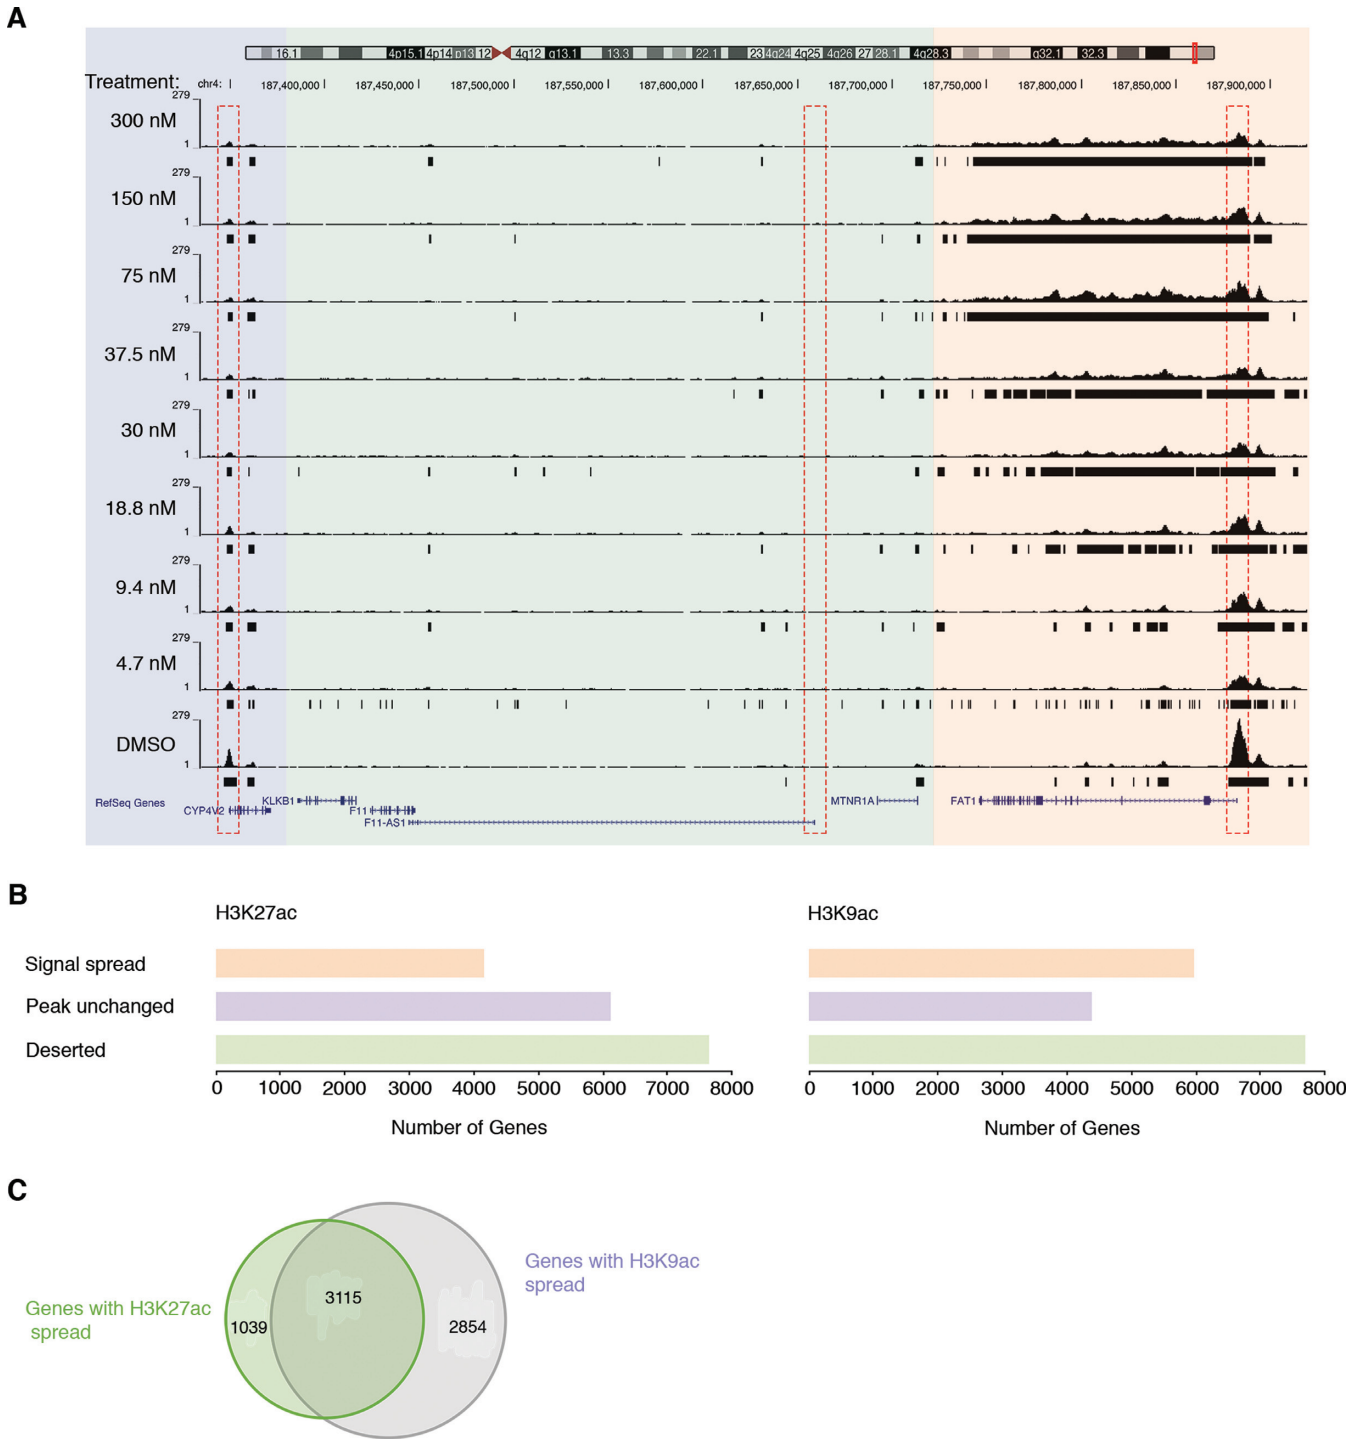 A
16.1 4p15.1 4p14 p13 12 4q12 q13.1 13.3 22.1 23 4q24 4q25 4q26 27 28.1 4q28.3 q32.1 32.3
Treatment: chr4: 187,400,000 187,450,000 187,500,000 187,550,000 187,600,000 187,650,000 187,700,000 187,750,000 187,800,000 187,850,000 187,900,000
279
300 nM
1
279
150 nM
1
279
75 nM
1
279
37.5 nM
1
279
30 nM
1
279
18.8 nM
1
279
9.4 nM
1
279
4.7 nM
1
279
DMSO
1
RefSeq Genes KLKB1 MTNR1A FAT1
CYP4V2 F11
F11-AS1
B
H3K27ac H3K9ac
Signal spread
Peak unchanged
Deserted
0 1000 2000 3000 4000 5000 6000 7000 8000 0 1000 2000 3000 4000 5000 6000 7000 8000
Number of Genes Number of Genes
C
Genes with H3K9ac
spread
Genes with H3K27ac
spread
1039 3115 2854